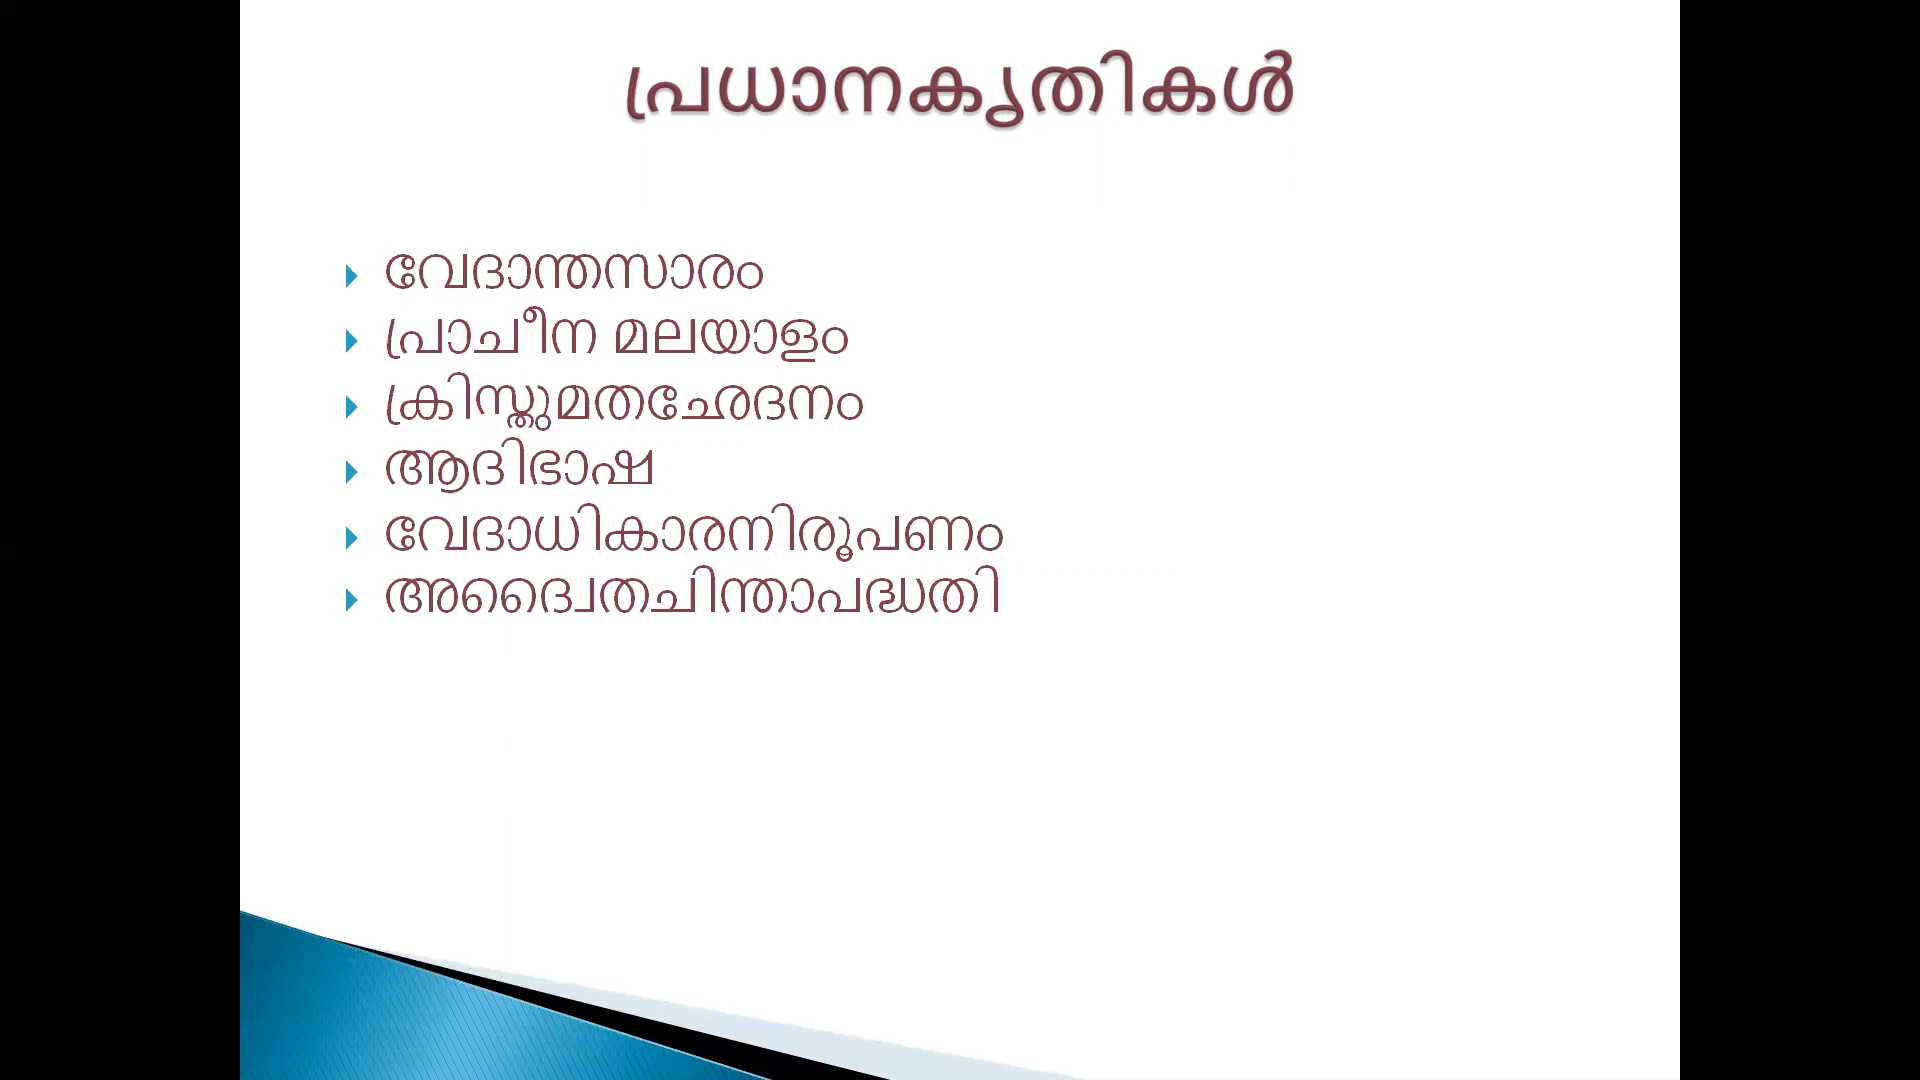 പ്രധാനകൃതികൾ
വേദാന്തസാരം
പ്രാചീന മലയാളം
ക്രിസ്തുമതഛേദനം
ആദിഭാഷ
വേദാധികാരനിരൂപണം
അദ്വൈതചിന്താപദ്ധതി